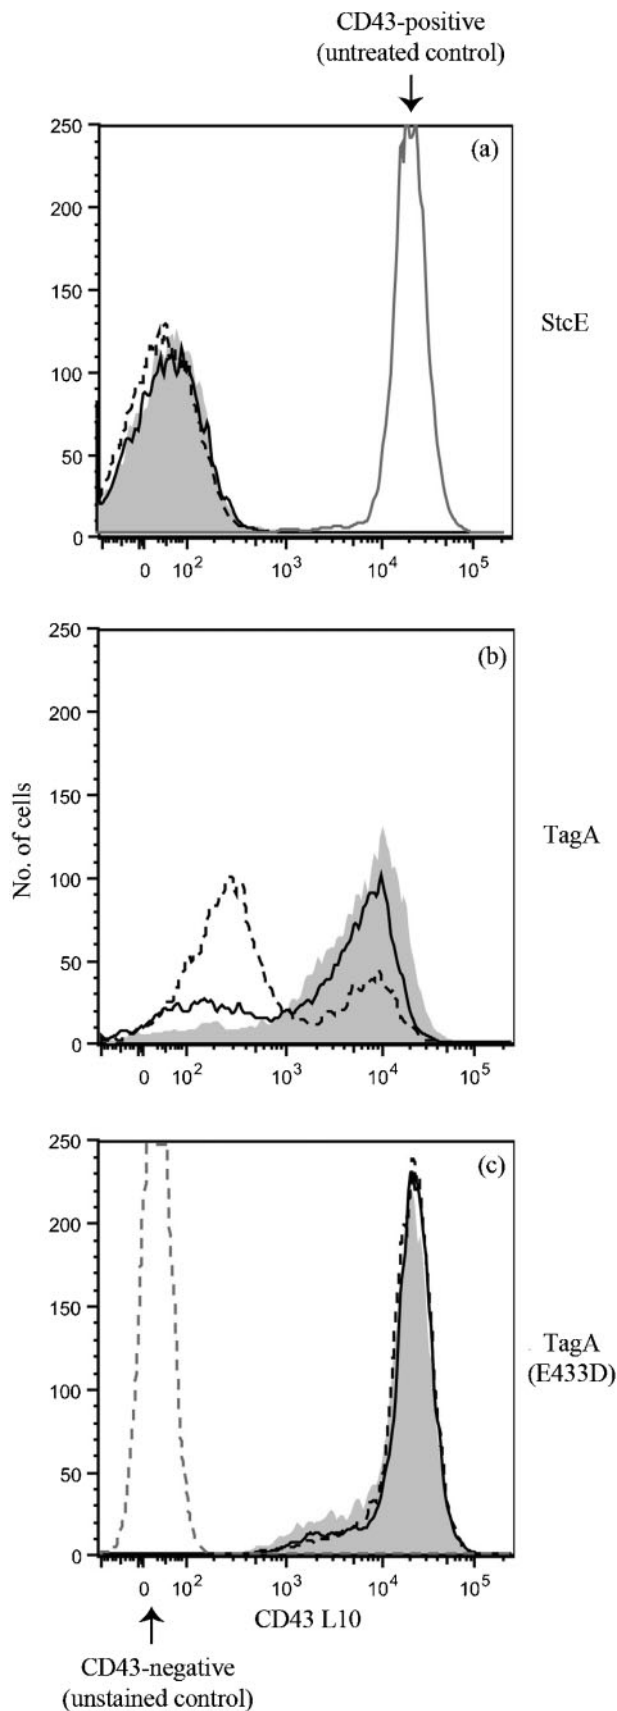 CD43-positive
(untreated control)
250
(a)
200
150
StcE
100
50
0
0 10² 10³ 10⁴ 10⁵
250
(b)
200
150
TagA
No. of cells
100
50
0
0 10² 10³ 10⁴ 10⁵
250
(c)
200
150
TagA
(E433D)
100
50
0
0 10² 10³ 10⁴ 10⁵
CD43 L10
CD43-negative
(unstained control)